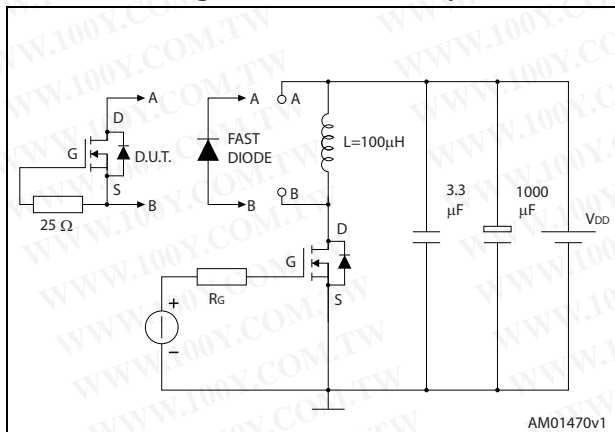 A
D
G
D.U.T.
S
B
25 Ω
A
FAST
DIODE
B
A
L=100µH
B
D
G
S
RG
+
−
3.3
µF
1000
µF
VDD
AM01470v1
WWW.100Y.COM.TW